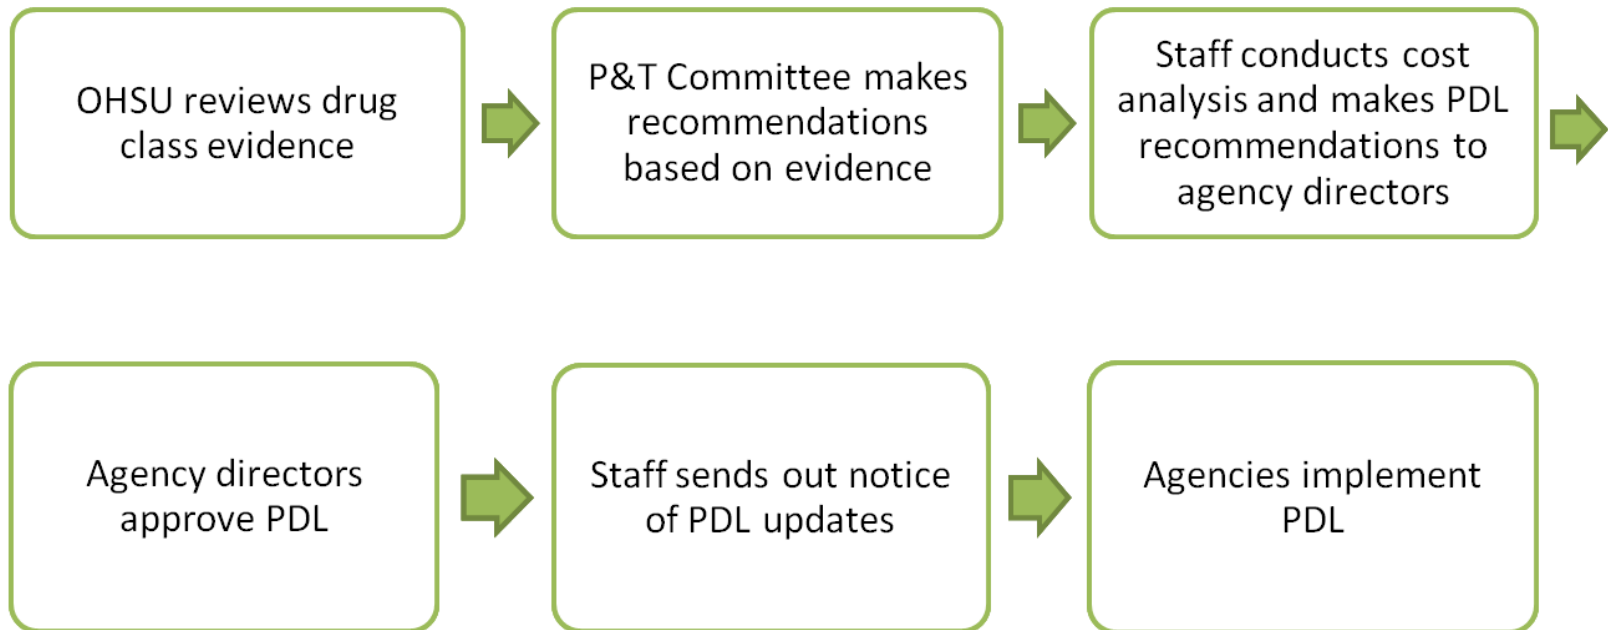 OHSU reviews drug
class evidence
P&T Committee makes
recommendations
based on evidence
Staff conducts cost
analysis and makes PDL
recommendations to
agency directors
Agency directors
approve PDL
Staff sends out notice
of PDL updates
Agencies implement
PDL